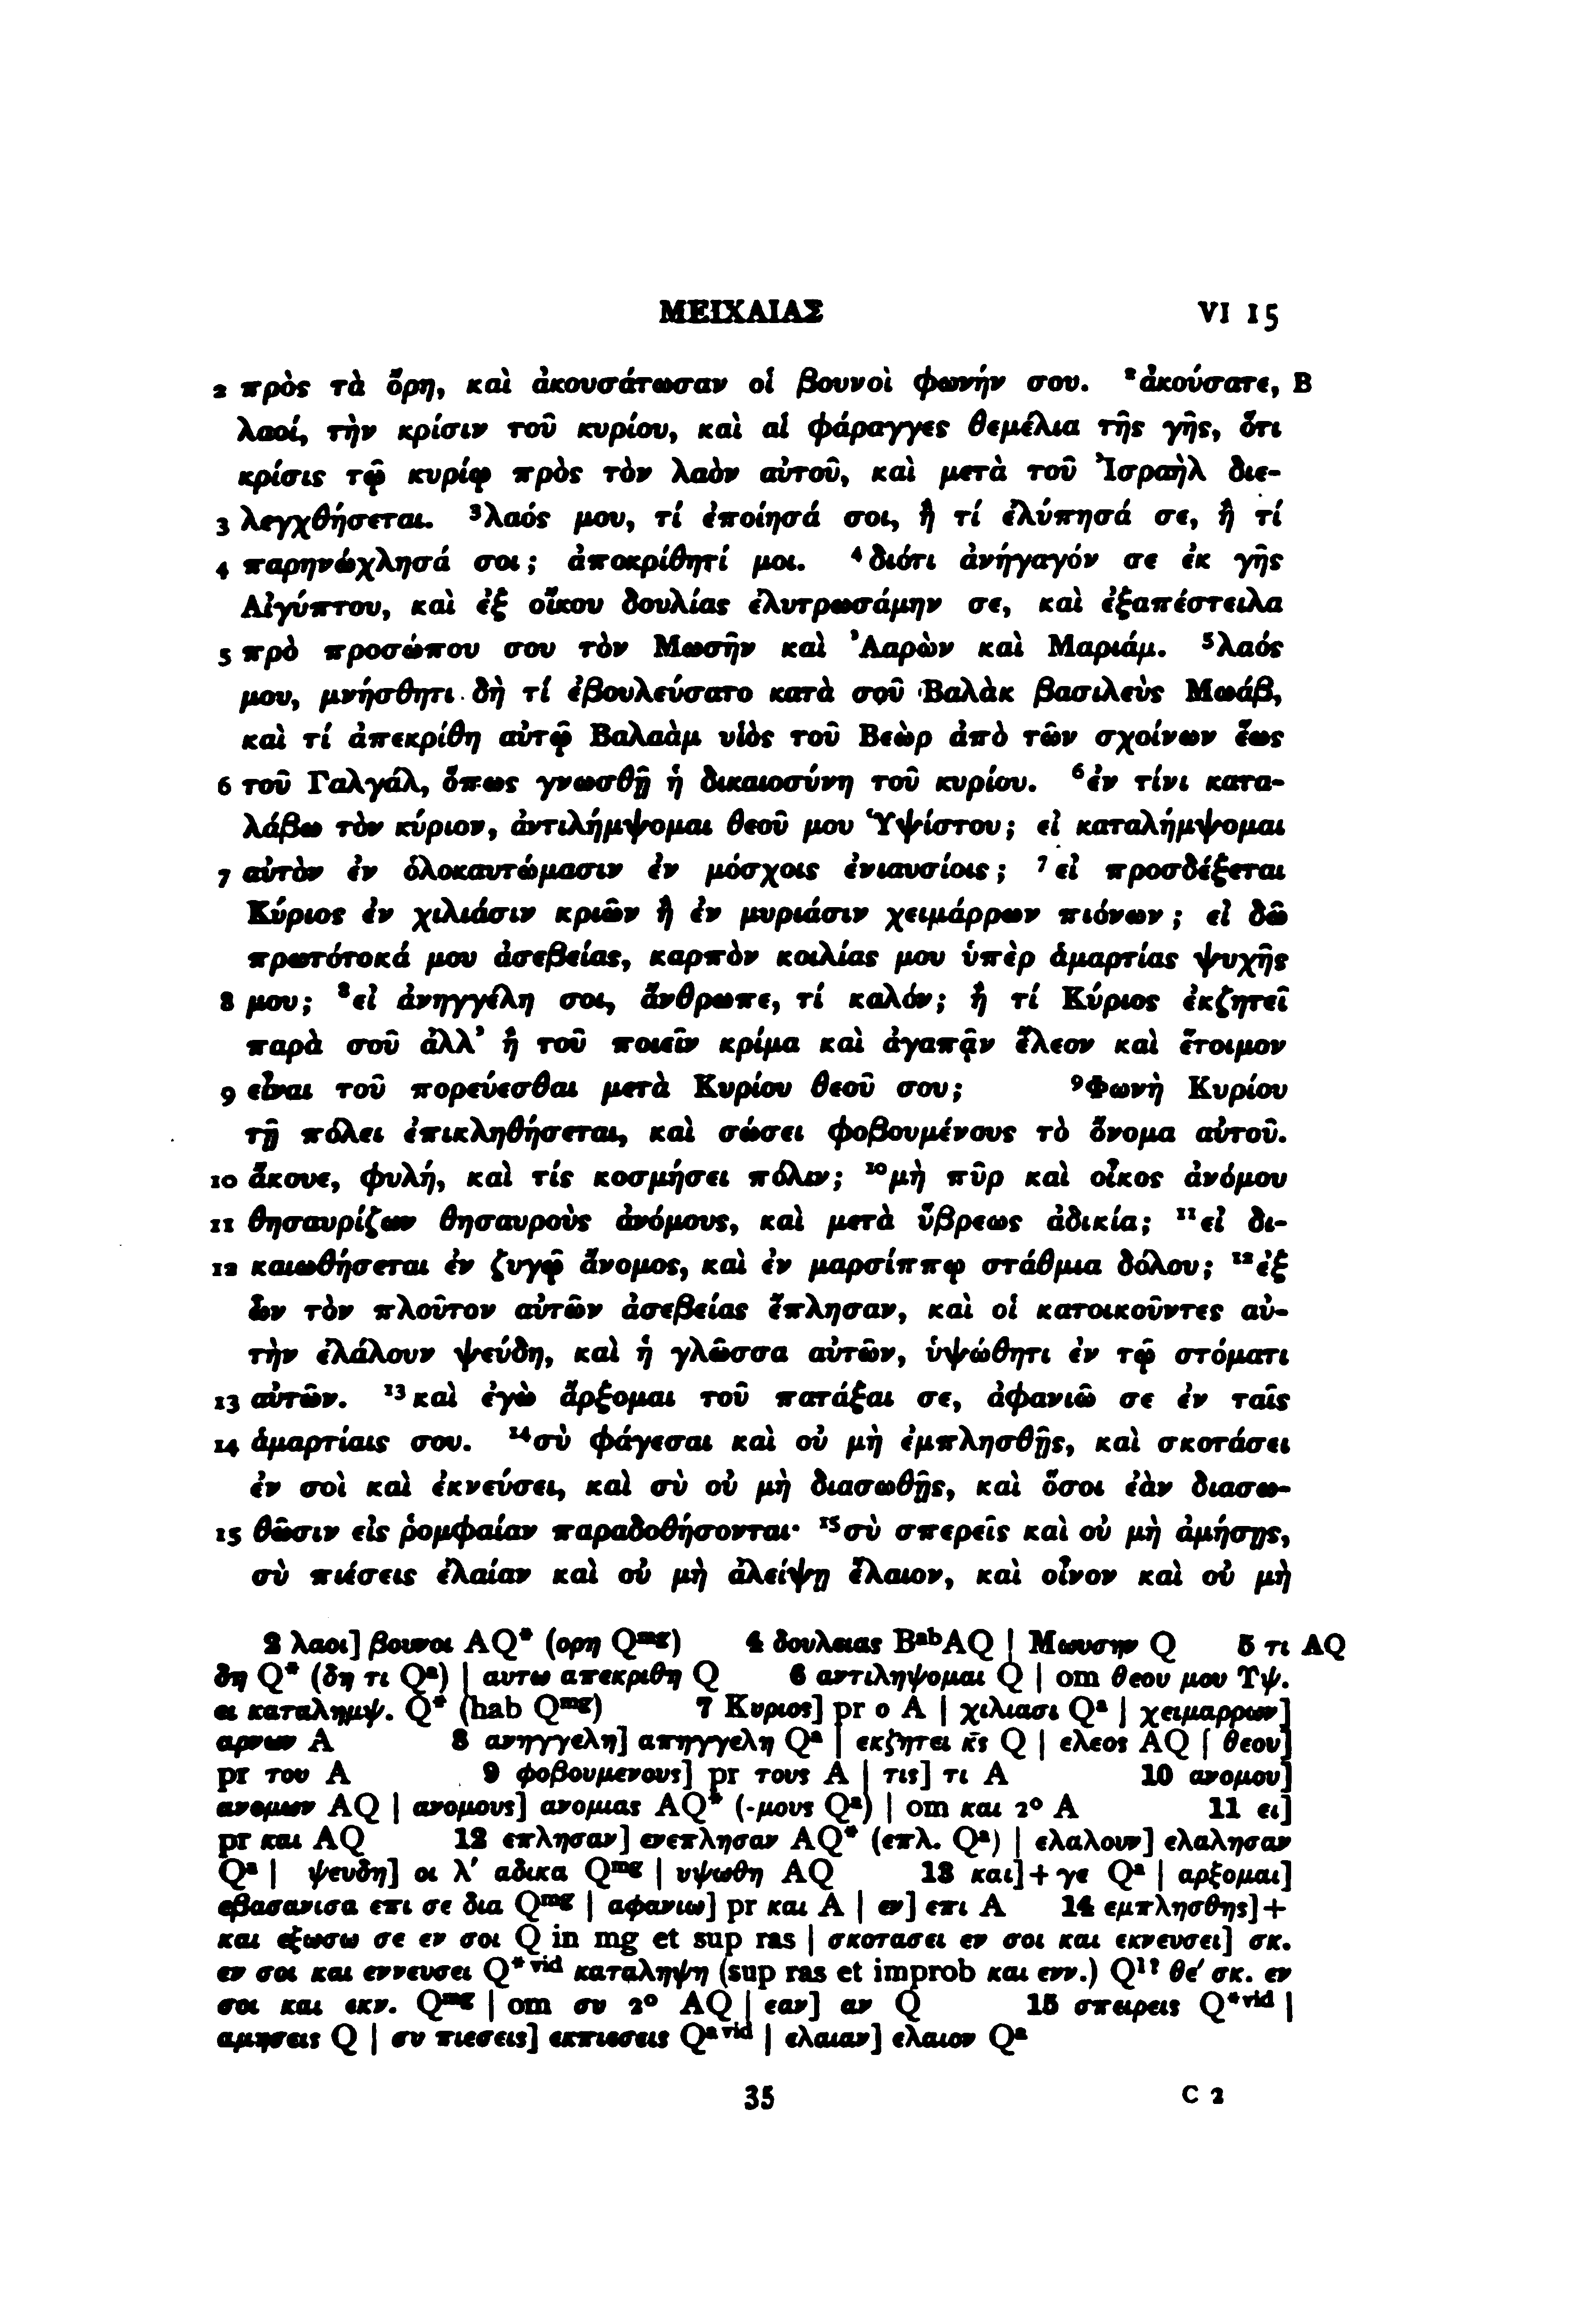 ΜΕΙΧΑΙΑΣ VI 15
2 πρὸς τὰ ὄρη, καὶ ἀκουσάτωσαν οἱ βουνοὶ φωνήν σου. ²ἀκούσατε, B
λαοί, τὴν κρίσιν τοῦ κυρίου, καὶ αἱ φάραγγες θεμέλια τῆς γῆς, ὅτι
κρίσις τῷ κυρίῳ πρὸς τὸν λαὸν αὐτοῦ, καὶ μετὰ τοῦ Ἰσραὴλ διε-
3 λεγχθήσεται. ³λαός μου, τί ἐποίησά σοι, ἢ τί ἐλύπησά σε, ἢ τί
4 παρηνώχλησά σοι; ἀποκρίθητί μοι. ⁴διότι ἀνήγαγόν σε ἐκ γῆς
Αἰγύπτου, καὶ ἐξ οἴκου δουλίας ἐλυτρωσάμην σε, καὶ ἐξαπέστειλα
5 πρὸ προσώπου σου τὸν Μωσῆν καὶ Ἀαρὼν καὶ Μαριάμ. ⁵λαός
μου, μνήσθητι δὴ τί ἐβουλεύσατο κατὰ σοῦ Βαλὰκ βασιλεὺς Μωάβ,
καὶ τί ἀπεκρίθη αὐτῷ Βαλαὰμ υἱὸς τοῦ Βεὼρ ἀπὸ τῶν σχοίνων ἕως
6 τοῦ Γαλγάλ, ὅπως γνωσθῇ ἡ δικαιοσύνη τοῦ κυρίου. ⁶ἐν τίνι κατα-
λάβω τὸν κύριον, ἀντιλήμψομαι θεοῦ μου Ὑψίστου; εἰ καταλήμψομαι
7 αὐτὸν ἐν ὁλοκαυτώμασιν ἐν μόσχοις ἐνιαυσίοις; ⁷εἰ προσδέξεται
Κύριος ἐν χιλιάσιν κριῶν ἢ ἐν μυριάσιν χειμάρρων πιόνων; εἰ δῶ
πρωτότοκά μου ἀσεβείας, καρπὸν κοιλίας μου ὑπὲρ ἁμαρτίας ψυχῆς
8 μου; ⁸εἰ ἀνηγγέλη σοι, ἄνθρωπε, τί καλόν; ἢ τί Κύριος ἐκζητεῖ
παρὰ σοῦ ἀλλ’ ἢ τοῦ ποιεῖν κρίμα καὶ ἀγαπᾷν ἔλεον καὶ ἕτοιμον
9 εἶναι τοῦ πορεύεσθαι μετὰ Κυρίου θεοῦ σου; ⁹Φωνὴ Κυρίου
τῇ πόλει ἐπικληθήσεται, καὶ σώσει φοβουμένους τὸ ὄνομα αὐτοῦ.
10 ἄκουε, φυλή, καὶ τίς κοσμήσει πόλιν; ¹⁰μὴ πῦρ καὶ οἶκος ἀνόμου
11 θησαυρίζων θησαυροὺς ἀνόμους, καὶ μετὰ ὕβρεως ἀδικία; ¹¹εἰ δι-
12 καιωθήσεται ἐν ζυγῷ ἄνομος, καὶ ἐν μαρσίππῳ στάθμια δόλου; ¹²ἐξ
ὧν τὸν πλοῦτον αὐτῶν ἀσεβείας ἔπλησαν, καὶ οἱ κατοικοῦντες αὐ-
τὴν ἐλάλουν ψεύδη, καὶ ἡ γλῶσσα αὐτῶν, ὑψώθητι ἐν τῷ στόματι
13 αὐτῶν. ¹³καὶ ἐγὼ ἄρξομαι τοῦ πατάξαι σε, ἀφανιῶ σε ἐν ταῖς
14 ἁμαρτίαις σου. ¹⁴σὺ φάγεσαι καὶ οὐ μὴ ἐμπλησθῇς, καὶ σκοτάσει
ἐν σοὶ καὶ ἐκνεύσει, καὶ σὺ οὐ μὴ διασωθῇς, καὶ ὅσοι ἐὰν διασω-
15 θῶσιν εἰς ῥομφαίαν παραδοθήσονται· ¹⁵σὺ σπερεῖς καὶ οὐ μὴ ἀμήσῃς,
σὺ πιέσεις ἐλαίαν καὶ οὐ μὴ ἀλείψῃ ἔλαιον, καὶ οἶνον καὶ οὐ μὴ
2 λαοι] βουνοι AQ* (ορη Qᵐᵍ) 4 δουλειας BᵃᵇAQ | Μωυσην Q 5 τι AQ
δη Q* (δη τι Qᵃ) | αυτω απεκριθη Q 6 αντιληψομαι Q | om θεου μου Υψ.
ει καταλημψ. Q* (hab Qᵐᵍ) 7 Κυριος] pr ο A | χιλιασι Qᵃ | χειμαρρων]
αρνων A 8 ανηγγελη] απηγγελη Qᵃ | εκζητει κ̅ς̅ Q | ελεος AQ | θεου]
pr του A 9 φοβουμενους] pr τους A | τις] τι A 10 ανομου]
ανομων AQ | ανομους] ανομιας AQ* (-μους Qᵃ) | om και 2° A 11 ει]
pr και AQ 12 επλησαν] ενεπλησαν AQ* (επλ. Qᵃ) | ελαλουν] ελαλησαν
Qᵃ | ψευδη] οι λ′ αδικα Qᵐᵍ | υψωθη AQ 13 και]+γε Qᵃ | αρξομαι]
εβασανισα επι σε δια Qᵐᵍ | αφανιω] pr και A | εν] επι A 14 εμπλησθης]+
και εξωσω σε εν σοι Q in mg et sup ras | σκοτασει εν σοι και εκνευσει] σκ.
εν σοι και εννευσει Q*ᵛⁱᵈ καταληψη (sup ras et improb και ενν.) Q¹? θε′ σκ. εν
σοι και εκν. Qᵐᵍ | om συ 2° AQ | εαν] αν Q 15 σπειρεις Q*ᵛⁱᵈ |
αμησεις Q | συ πιεσεις] εκπιεσεις Qᵃᵛⁱᵈ | ελαιαν] ελαιον Qᵃ
35 C 2